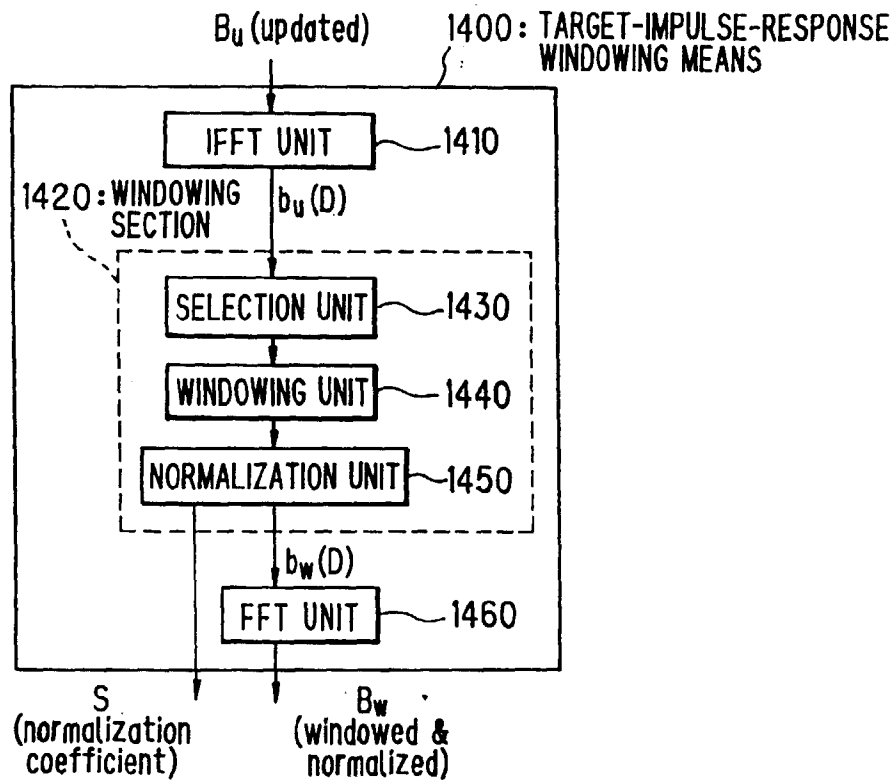 Bu (updated)
1400: TARGET-IMPULSE-RESPONSE
WINDOWING MEANS
IFFT UNIT
1410
1420: WINDOWING
SECTION
bu(D)
SELECTION UNIT
1430
WINDOWING UNIT
1440
NORMALIZATION UNIT
1450
bw(D)
FFT UNIT
1460
S
(normalization
coefficient)
Bw
(windowed &
normalized)